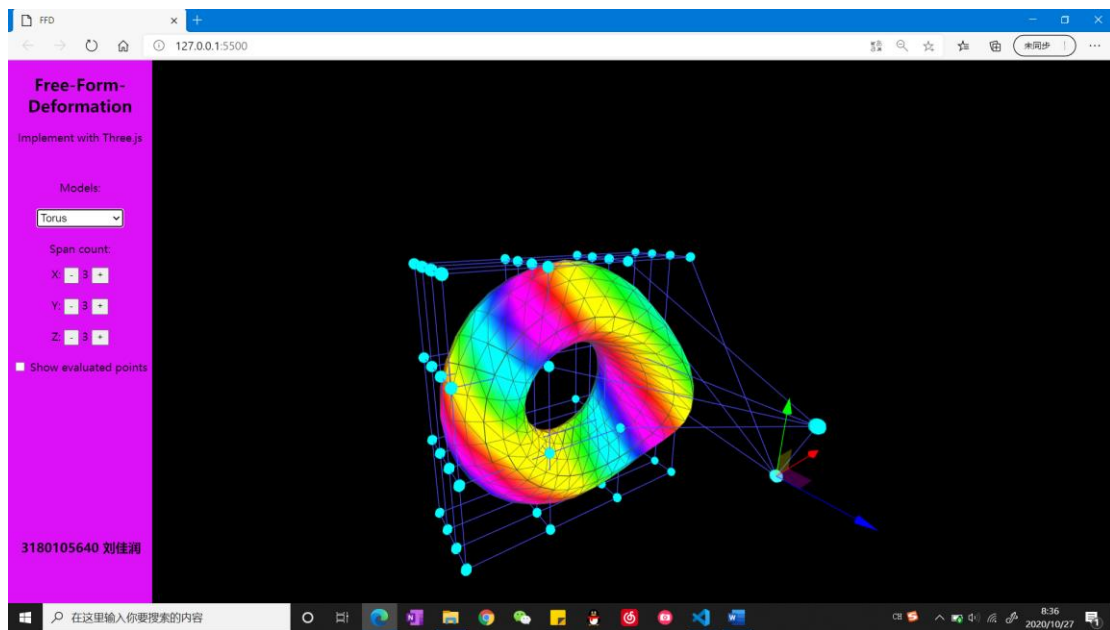 FFD
127.0.0.1:5500
未同步
Free-Form-
Deformation
Implement with Three.js
Models:
Torus
Span count:
X: - 3 +
Y: - 3 +
Z: - 3 +
Show evaluated points
3180105640 刘佳润
在这里输入你要搜索的内容
CH
8:36
2020/10/27